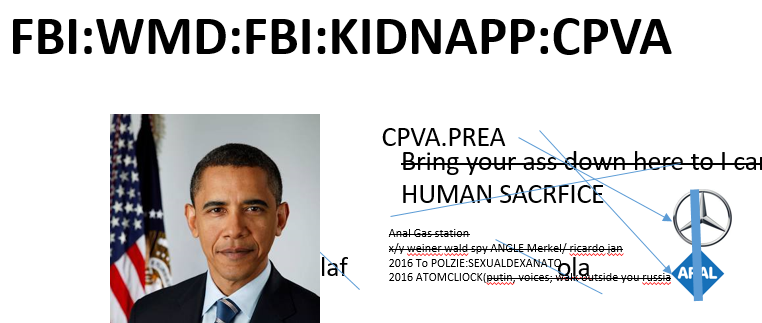 FBI:WMD:FBI:KIDNAPP:CPVA
CPVA.PREA
Bring your ass down here to I
HUMAN SACRFICE
Anal Gas station
x/y weiner wald spy ANGLE Merkel/ ricardo jan
laf
2016 To POLZIE:SEXUALDEXANATO
ola
2016 ATOMCLIOCK(putin, voices; walk outside you russia
ARAL